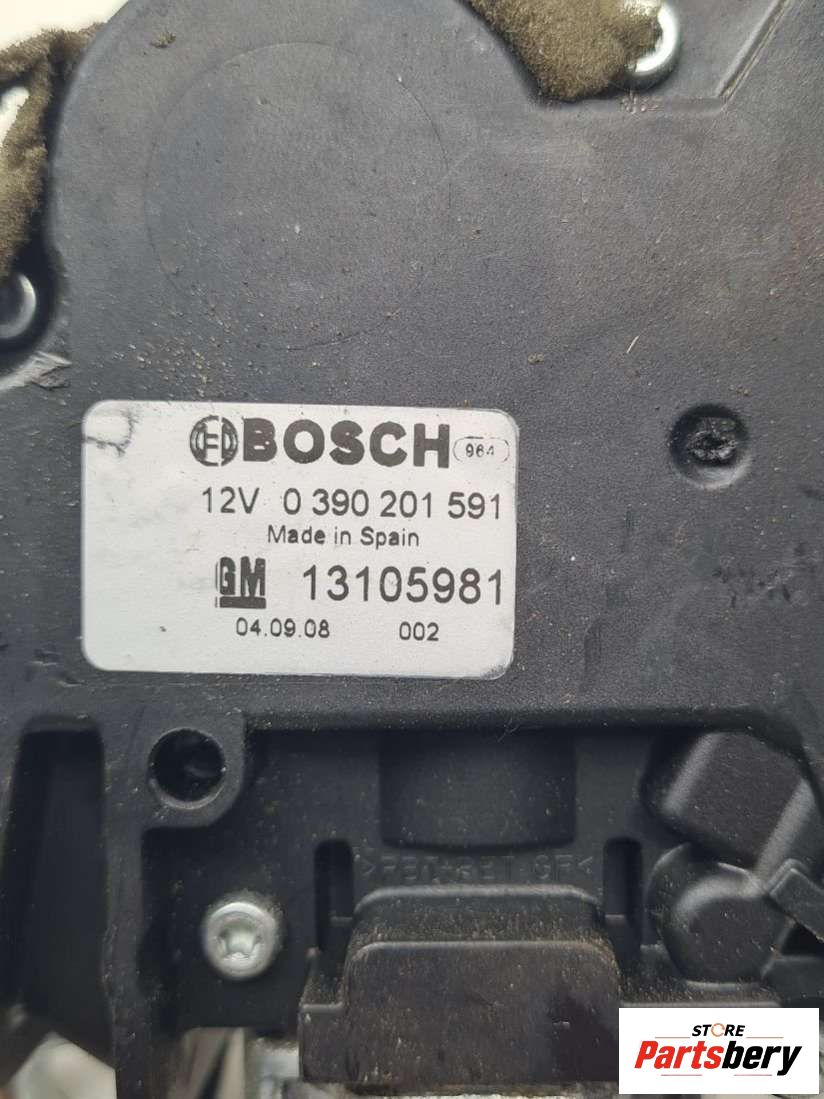 BOSCH 964
12V 0 390 201 591
Made in Spain
GM 13105981
04.09.08 002
STORE
Partsbery